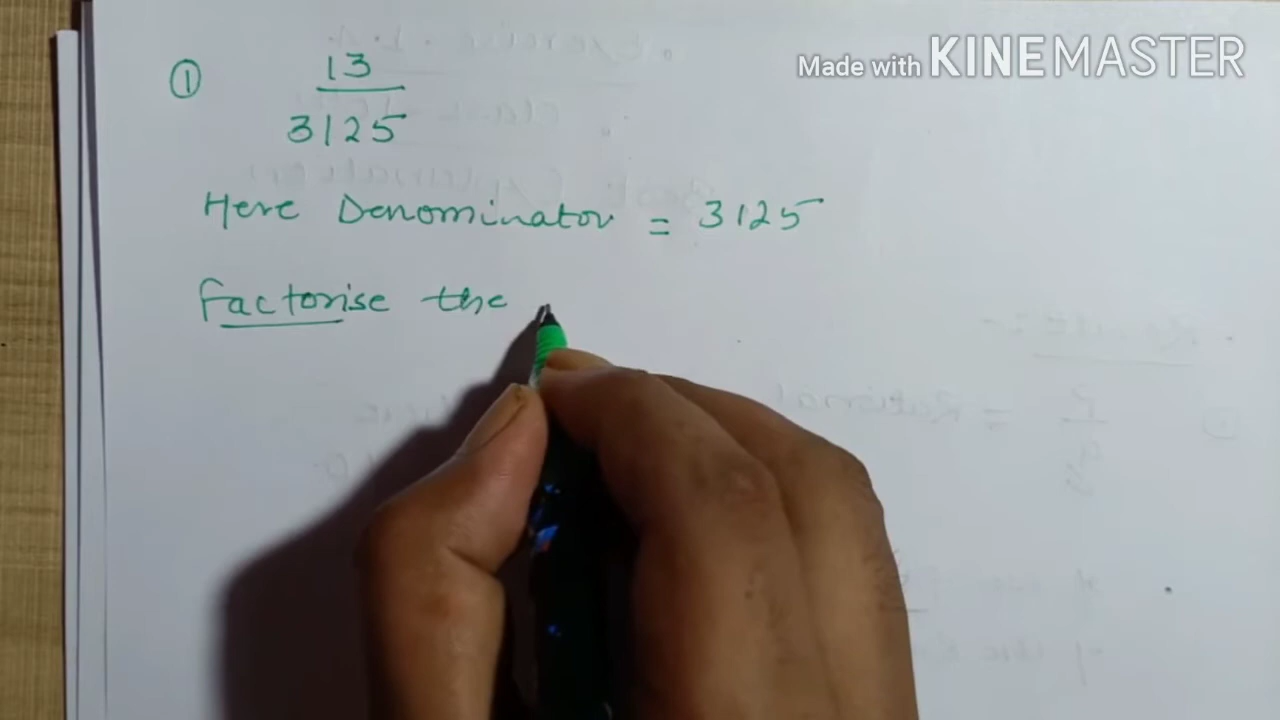 Made with KINEMASTER
① 13
3125
Here Denominator = 3125
Factorise the